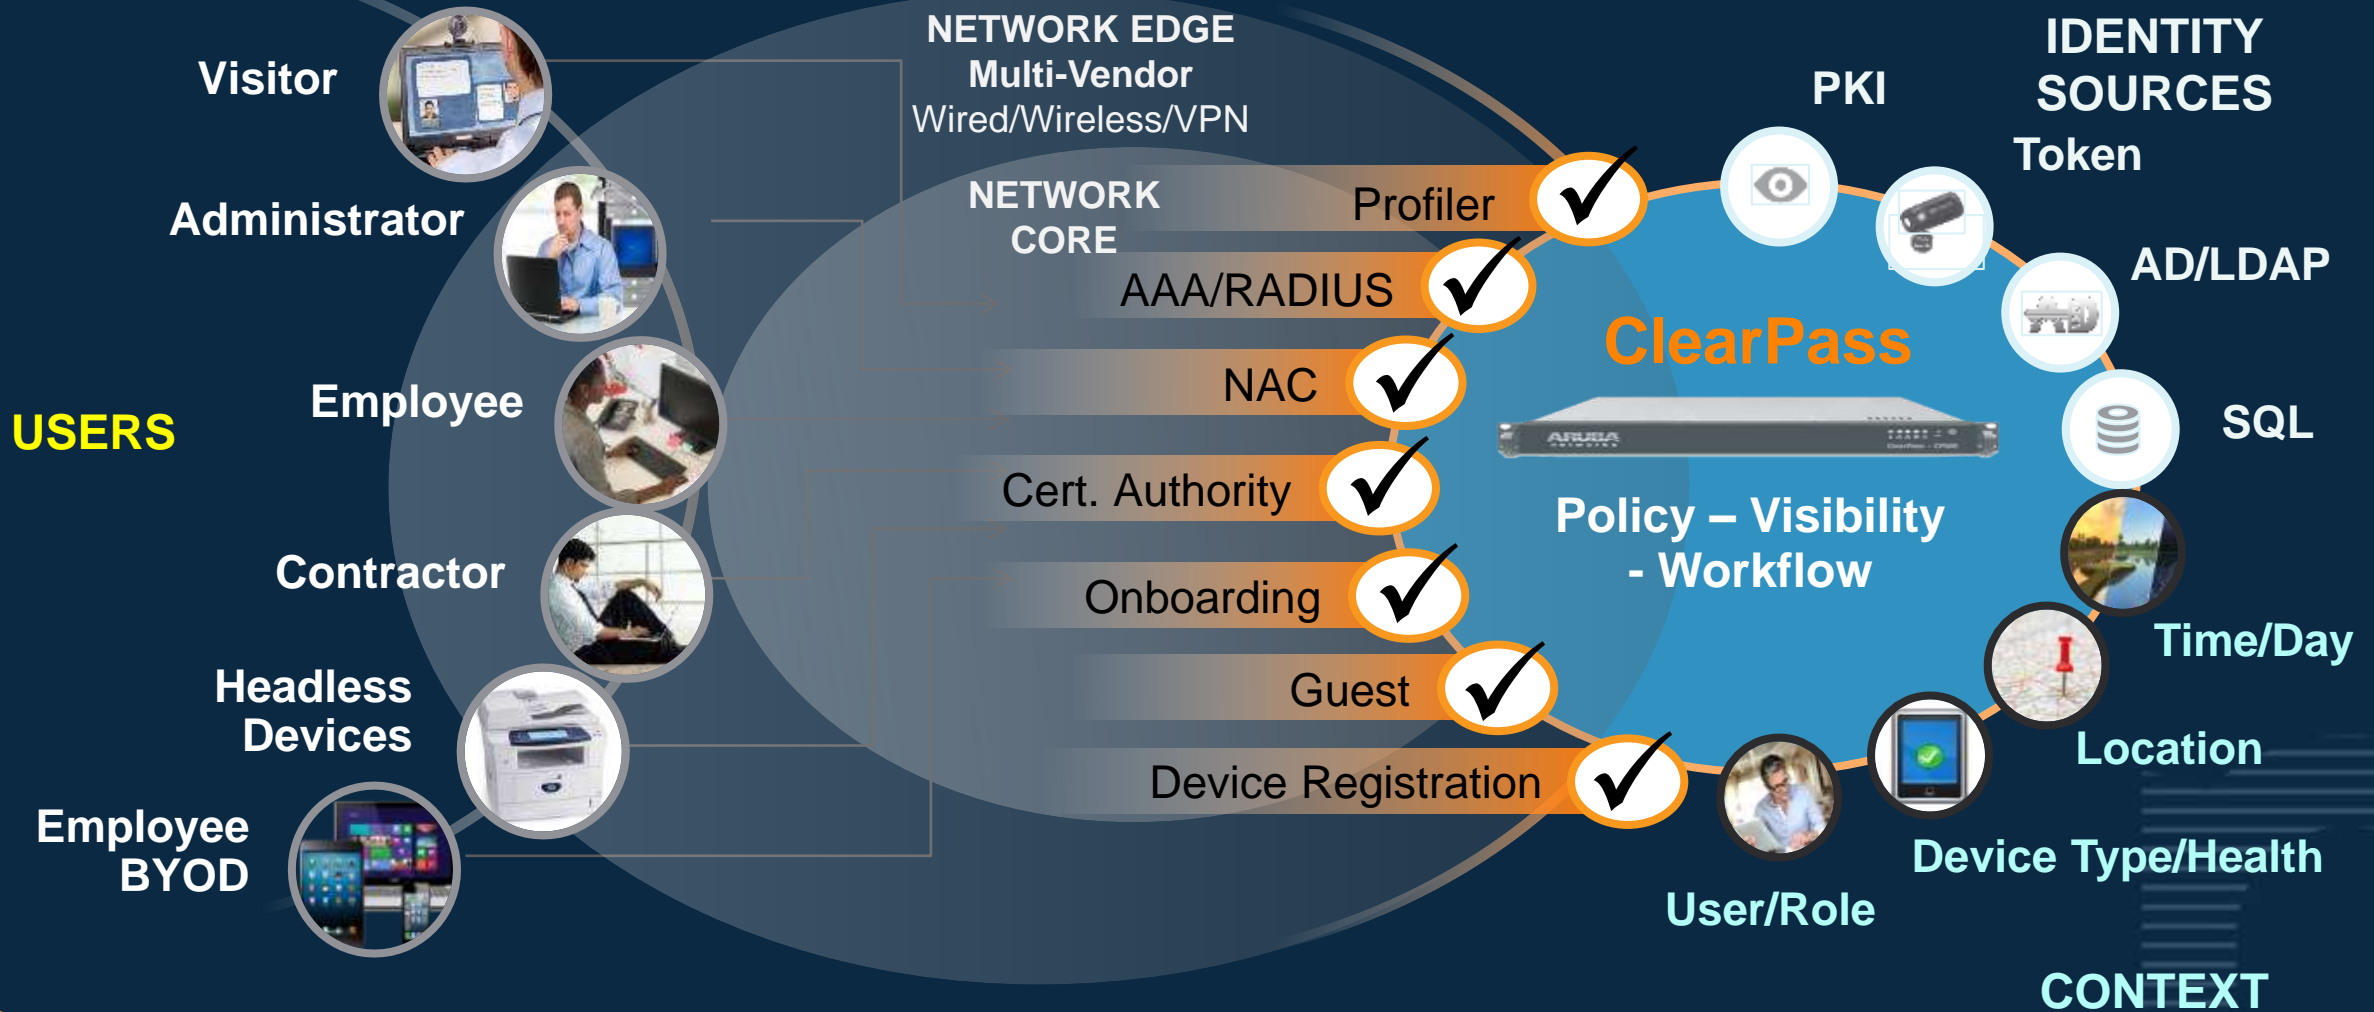 Visitor
Administrator
Employee
USERS
Contractor
Headless
Devices
Employee
BYOD
NETWORK EDGE
Multi-Vendor
Wired/Wireless/VPN
NETWORK
CORE
Profiler
AAA/RADIUS
NAC
Cert. Authority
Onboarding
Guest
Device Registration
ClearPass
ARUBA
NETWORKS
Policy – Visibility
- Workflow
IDENTITY
SOURCES
PKI
Token
AD/LDAP
SQL
Time/Day
Location
Device Type/Health
User/Role
CONTEXT